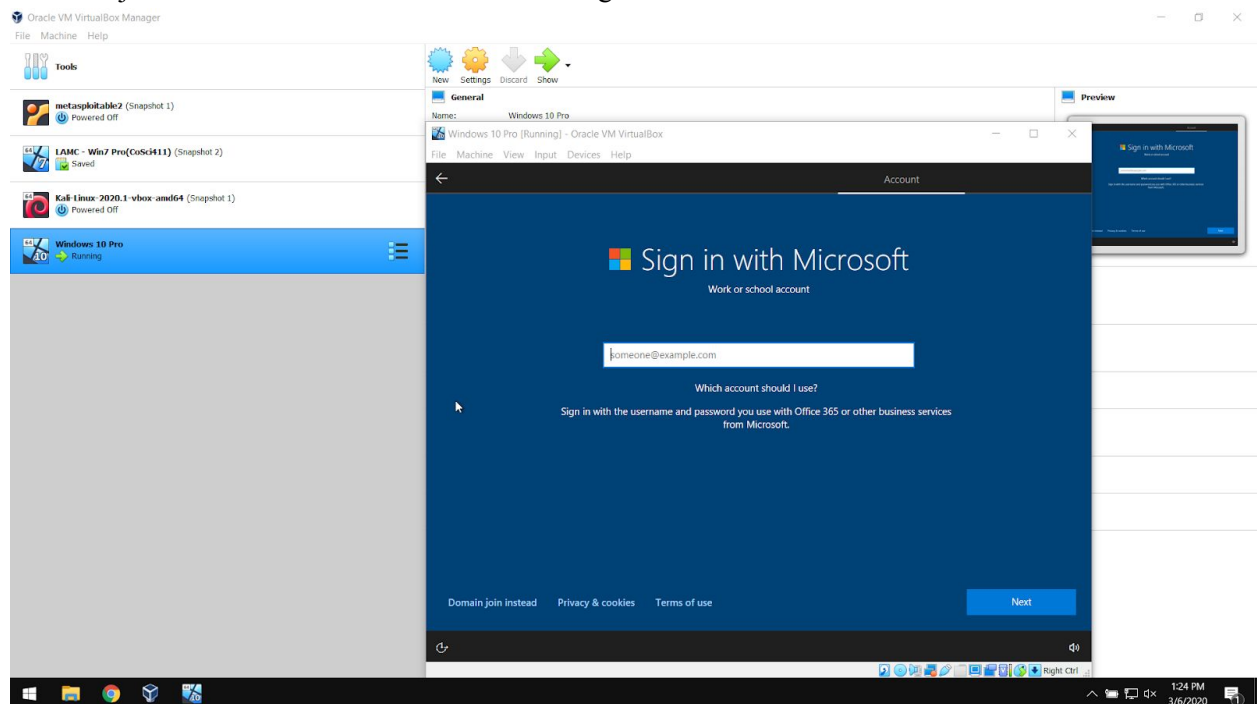 Oracle VM VirtualBox Manager
File Machine Help
Tools
New Settings Discard Show
metasploitable2 (Snapshot 1)
Powered Off
LAMC - Win7 Pro(CoSci411) (Snapshot 2)
Saved
Kali-Linux-2020.1-vbox-amd64 (Snapshot 1)
Powered Off
Windows 10 Pro
Running
General
Name: Windows 10 Pro
Preview
Sign in with Microsoft
Windows 10 Pro [Running] - Oracle VM VirtualBox
File Machine View Input Devices Help
Account
Sign in with Microsoft
Work or school account
someone@example.com
Which account should I use?
Sign in with the username and password you use with Office 365 or other business services
from Microsoft.
Domain join instead Privacy & cookies Terms of use Next
Right Ctrl
1:24 PM
3/6/2020